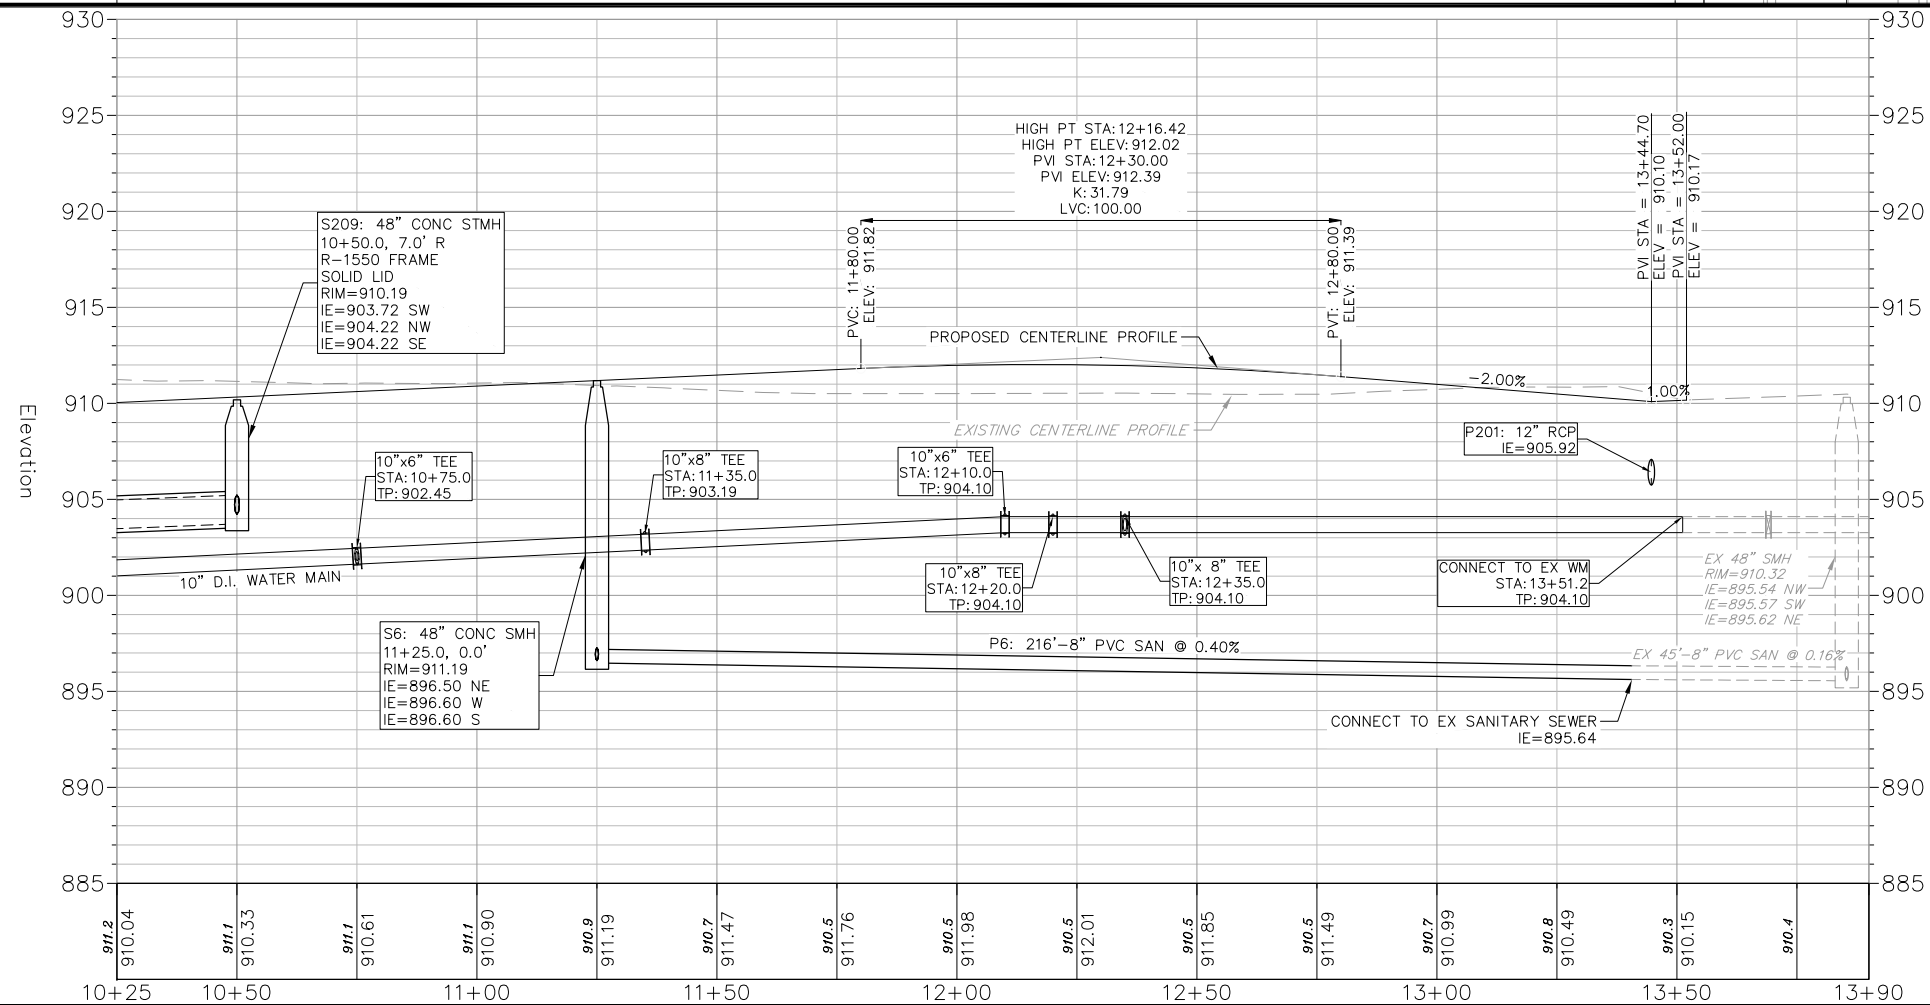 930
925
920
915
910
905
900
895
890
885
Elevation
930
925
920
915
910
905
900
895
890
885
S209: 48" CONC STMH
10+50.0, 7.0' R
R-1550 FRAME
SOLID LID
RIM=910.19
IE=903.72 SW
IE=904.22 NW
IE=904.22 SE
HIGH PT STA: 12+16.42
HIGH PT ELEV: 912.02
PVI STA: 12+30.00
PVI ELEV: 912.39
K: 31.79
LVC: 100.00
PVC: 11+80.00
ELEV: 911.82
PVT: 12+80.00
ELEV: 911.39
PVI STA = 13+44.70
ELEV = 910.10
PVI STA = 13+52.00
ELEV = 910.17
PROPOSED CENTERLINE PROFILE
-2.00%
1.00%
EXISTING CENTERLINE PROFILE
P201: 12" RCP
IE=905.92
10"x6" TEE
STA: 10+75.0
TP: 902.45
10"x8" TEE
STA: 11+35.0
TP: 903.19
10"x6" TEE
STA: 12+10.0
TP: 904.10
10"x8" TEE
STA: 12+20.0
TP: 904.10
10"x 8" TEE
STA: 12+35.0
TP: 904.10
CONNECT TO EX WM
STA: 13+51.2
TP: 904.10
10" D.I. WATER MAIN
EX 48" SMH
RIM=910.32
IE=895.54 NW
IE=895.57 SW
IE=895.62 NE
S6: 48" CONC SMH
11+25.0, 0.0'
RIM=911.19
IE=896.50 NE
IE=896.60 W
IE=896.60 S
P6: 216'-8" PVC SAN @ 0.40%
EX 45'-8" PVC SAN @ 0.16%
CONNECT TO EX SANITARY SEWER
IE=895.64
911.2
910.04
911.1
910.33
911.1
910.61
911.1
910.90
910.9
911.19
910.7
911.47
910.5
911.76
910.5
911.98
910.5
912.01
910.5
911.85
910.5
911.49
910.7
910.99
910.8
910.49
910.3
910.15
910.4
10+25 10+50 11+00 11+50 12+00 12+50 13+00 13+50 13+90